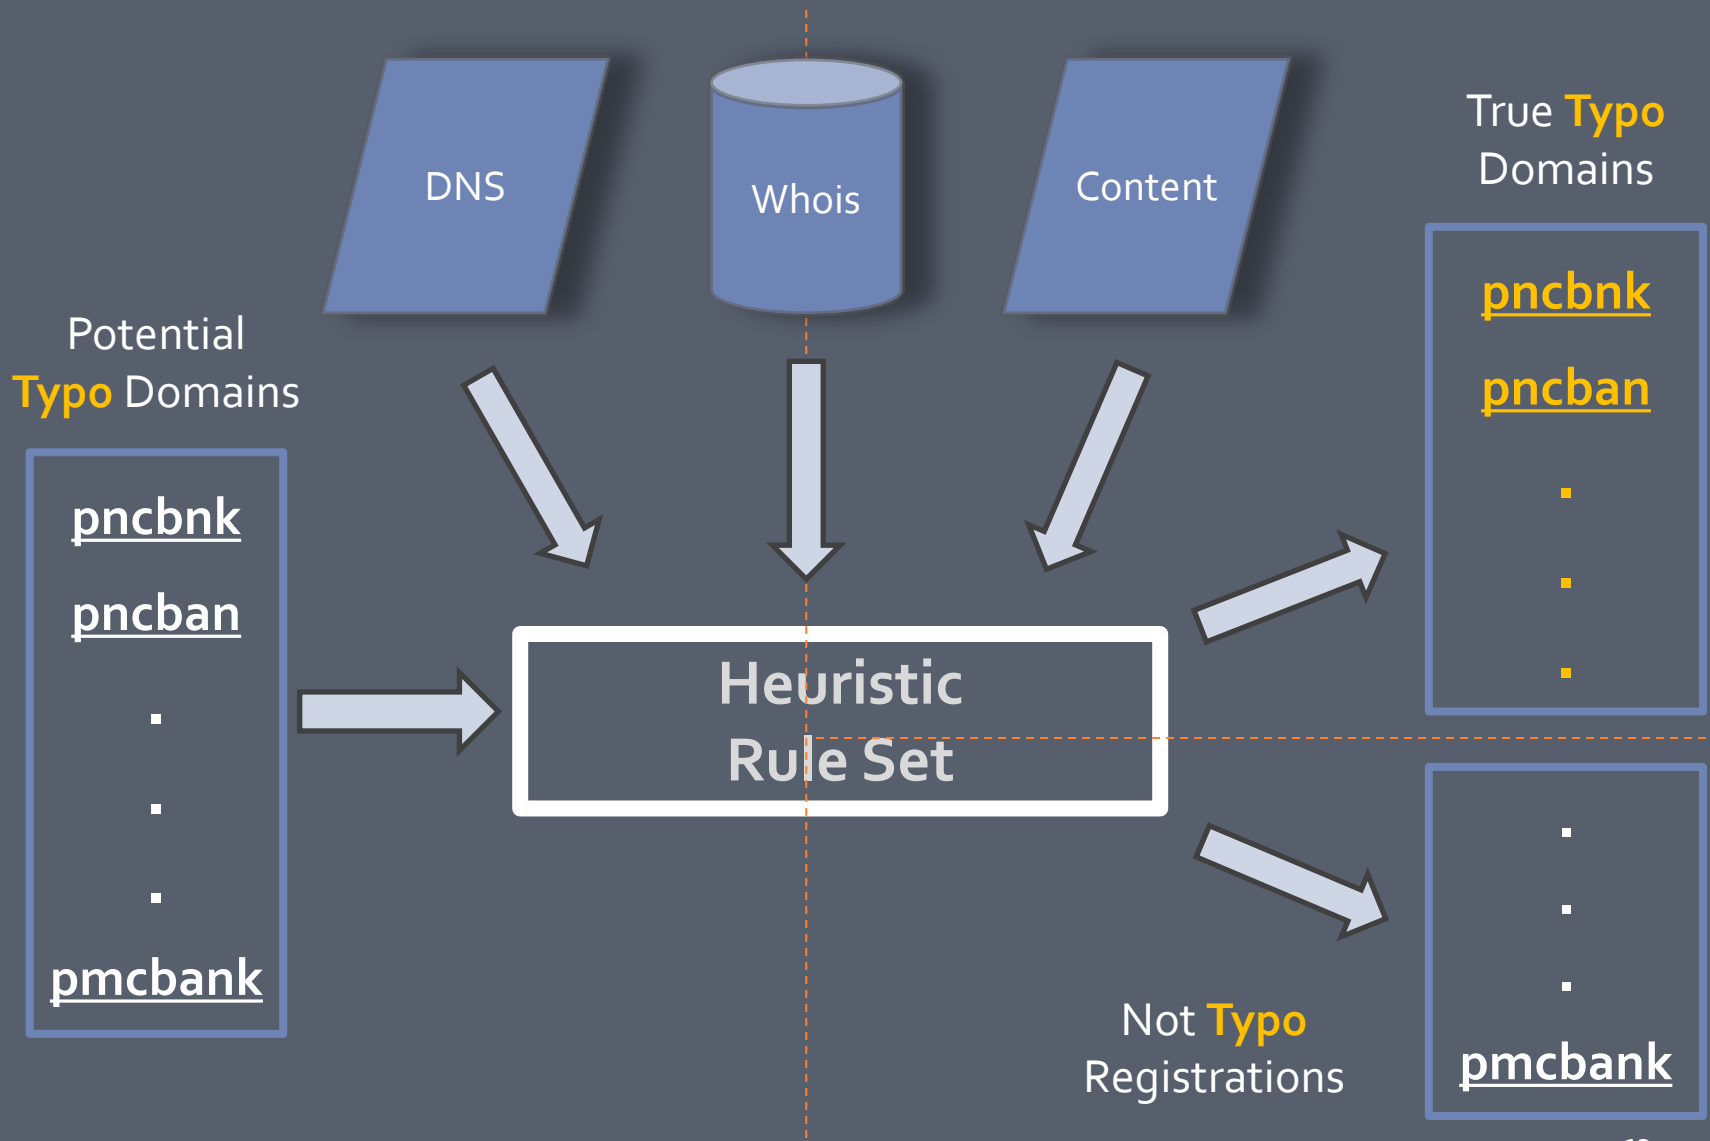 DNS
Whois
Content
True Typo
Domains
pncbnk
pncban
Potential
Typo Domains
pncbnk
pncban
pmcbank
Heuristic
Rule Set
Not Typo
Registrations
pmcbank